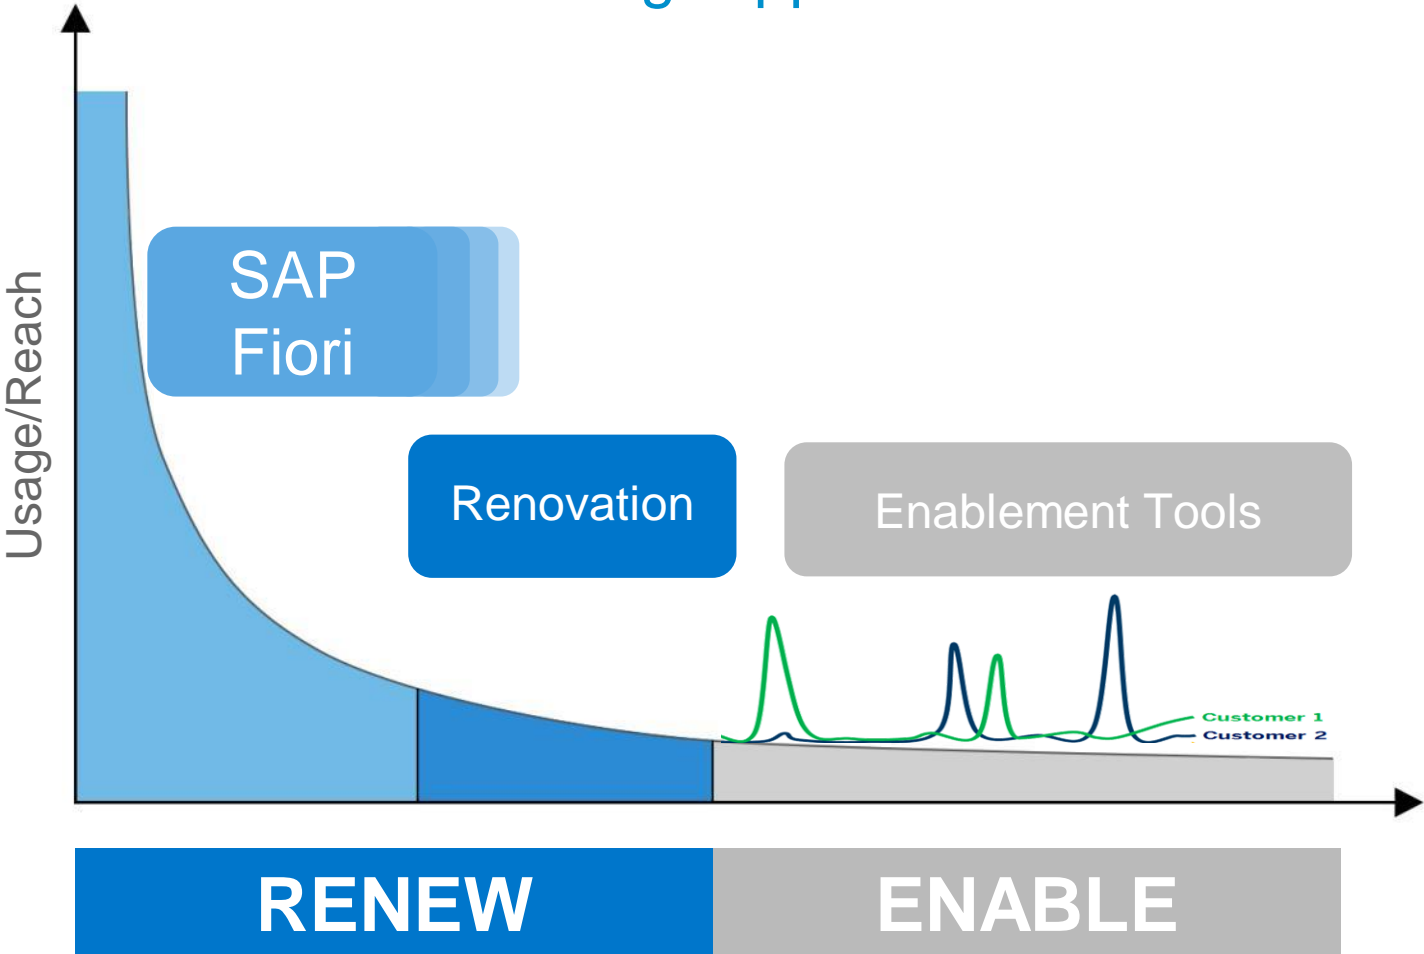 Usage/Reach
SAP
Fiori
Renovation
Enablement Tools
Customer 1
Customer 2
RENEW
ENABLE